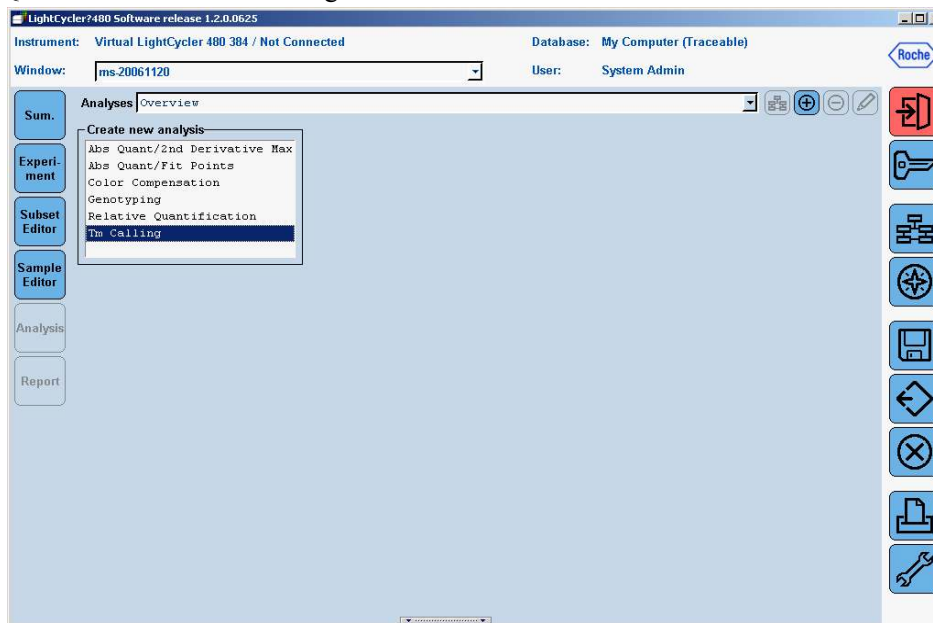 LightCycler?480 Software release 1.2.0.0625
Instrument: Virtual LightCycler 480 384 / Not Connected Database: My Computer (Traceable)
Roche
Window: ms-20061120 User: System Admin
Sum.
Analyses Overview
Create new analysis
Abs Quant/2nd Derivative Max
Abs Quant/Fit Points
Color Compensation
Genotyping
Relative Quantification
Tm Calling
Experi-
ment
Subset
Editor
Sample
Editor
Analysis
Report